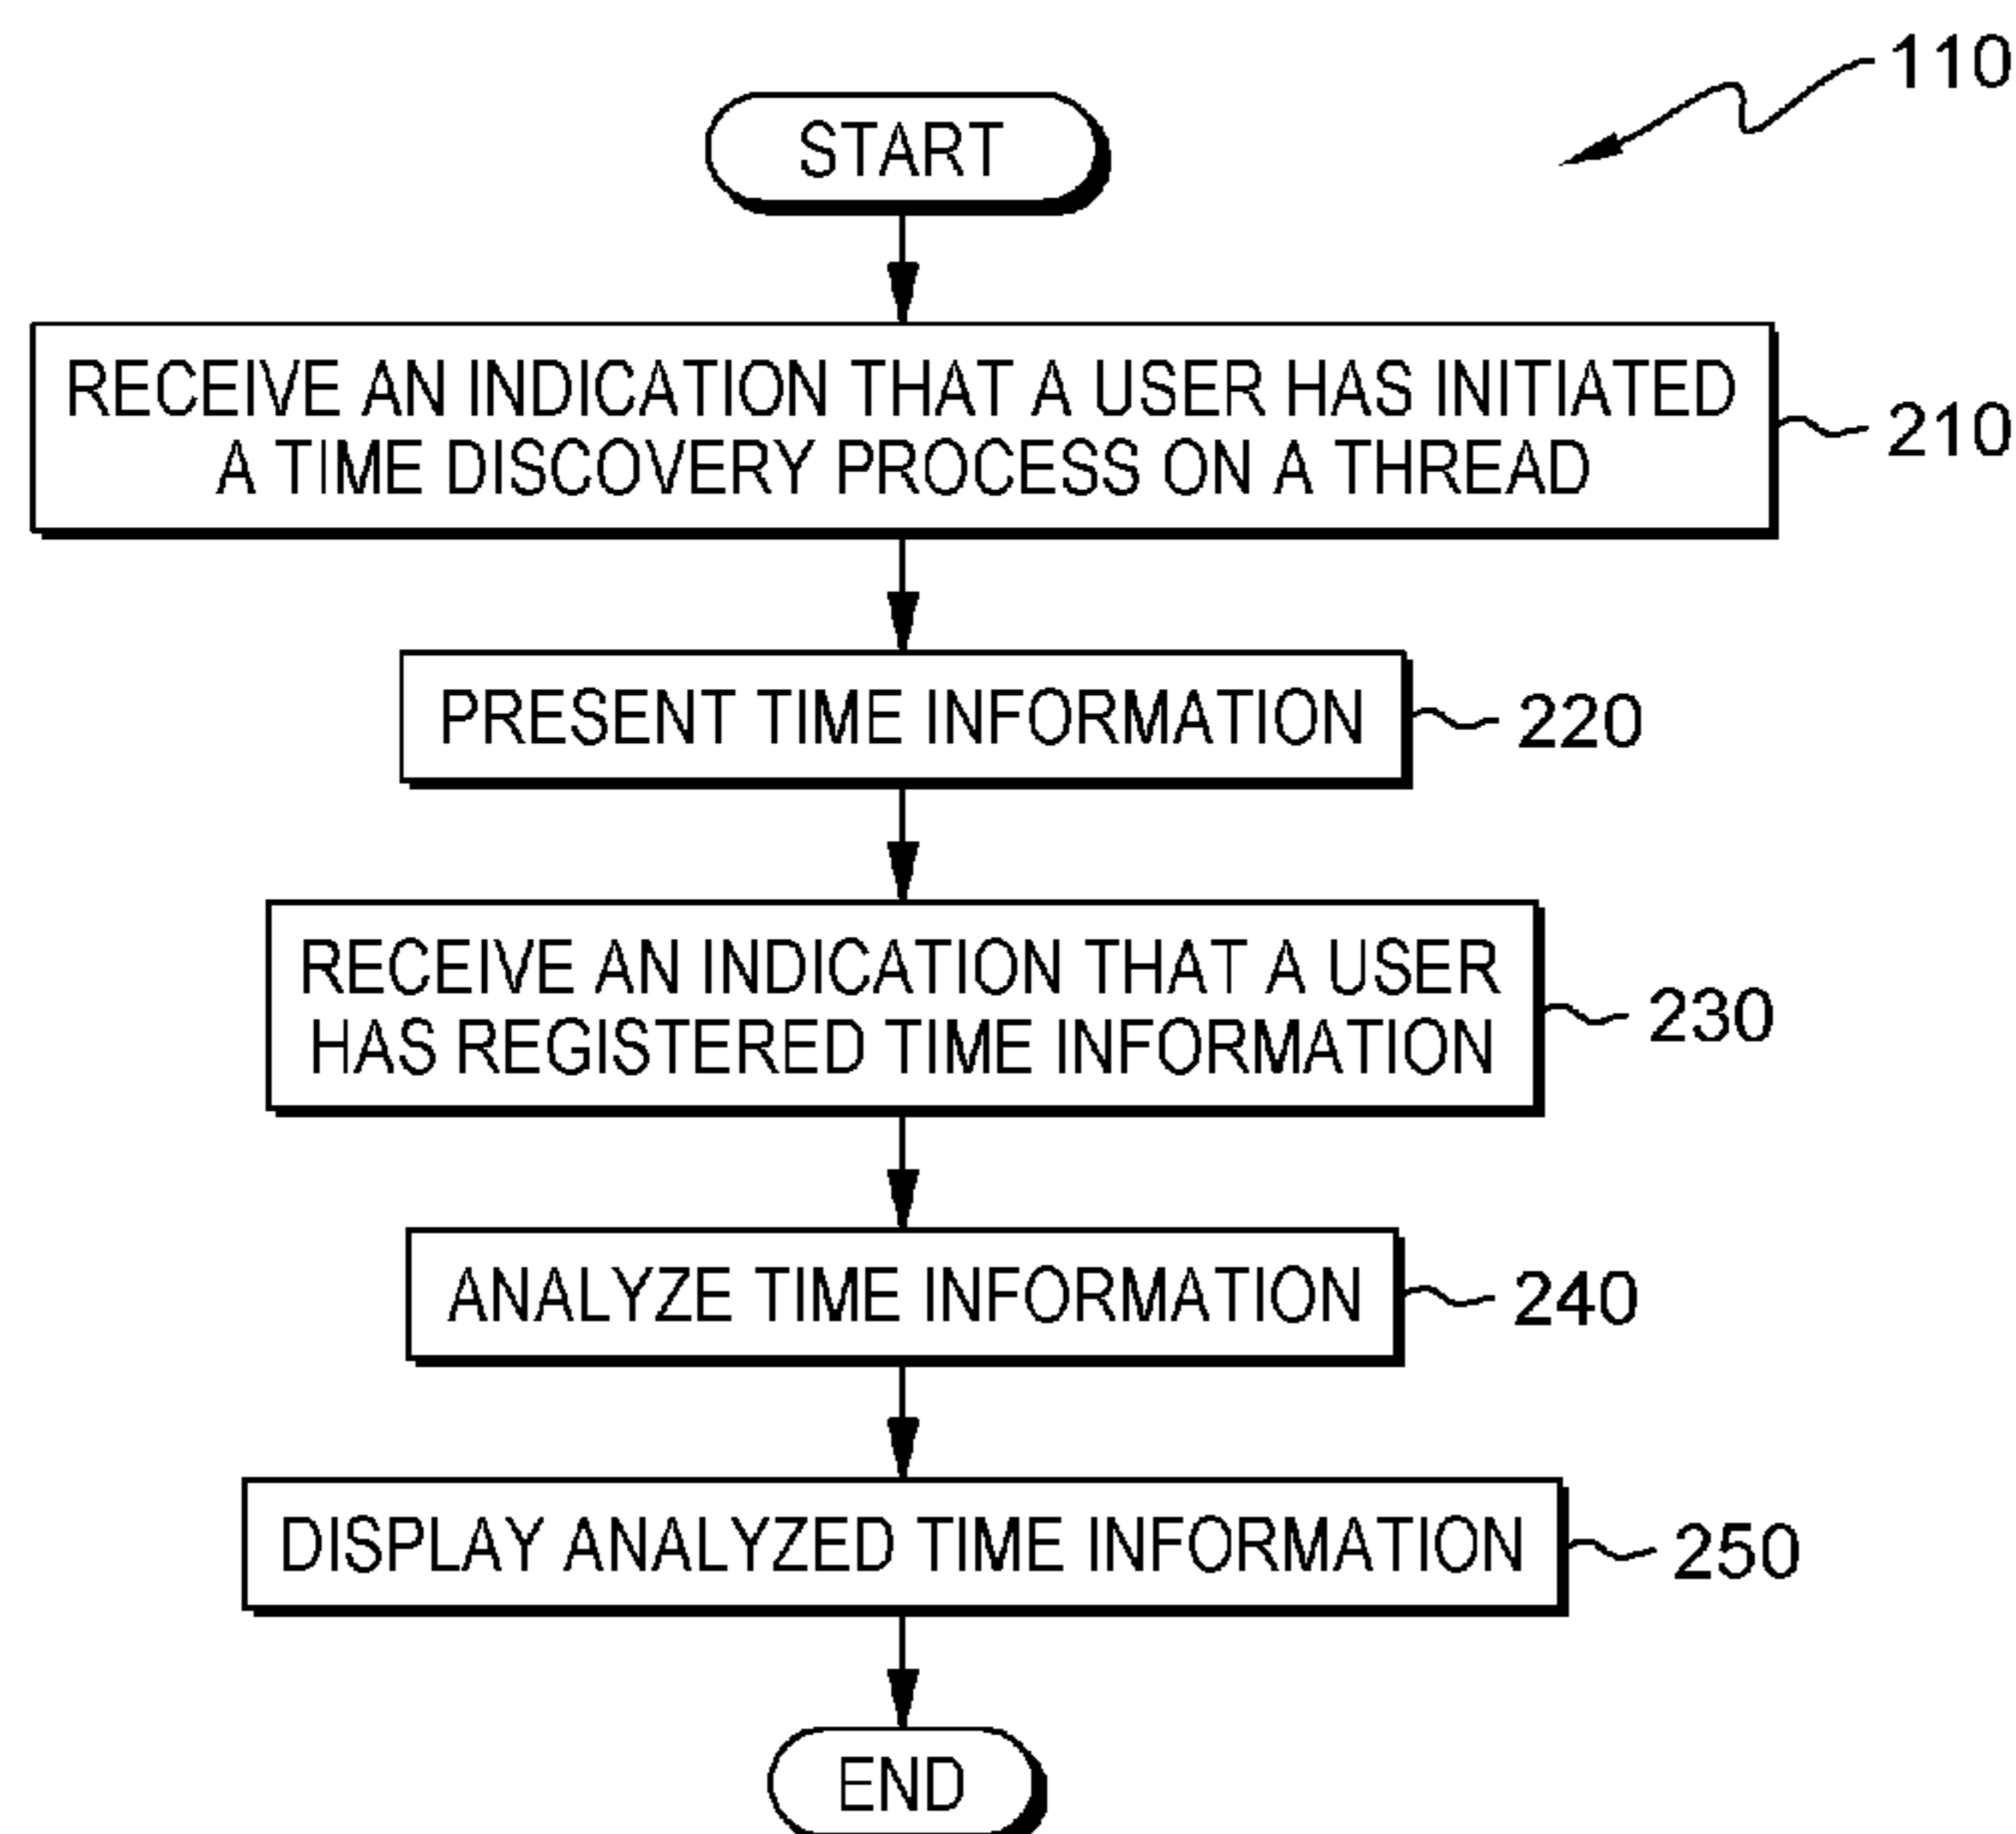 110
START
RECEIVE AN INDICATION THAT A USER HAS INITIATED
A TIME DISCOVERY PROCESS ON A THREAD
210
PRESENT TIME INFORMATION
220
RECEIVE AN INDICATION THAT A USER
HAS REGISTERED TIME INFORMATION
230
ANALYZE TIME INFORMATION
240
DISPLAY ANALYZED TIME INFORMATION
250
END